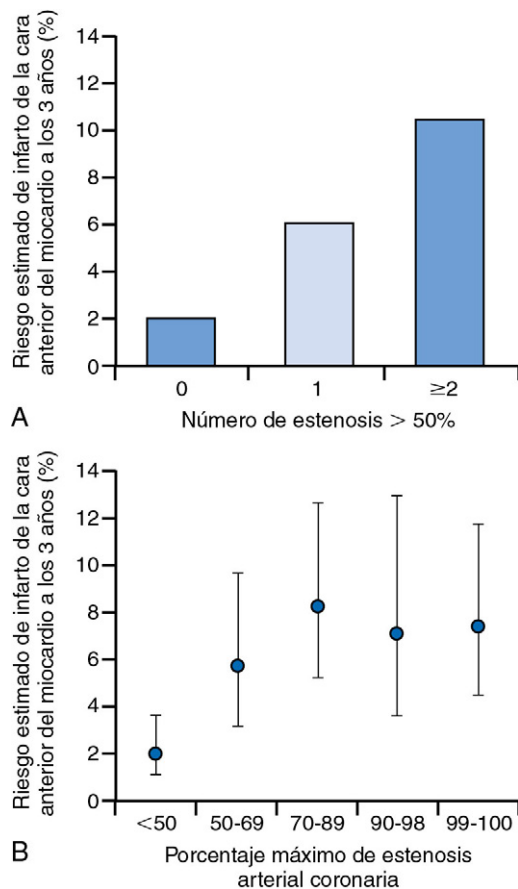 Riesgo estimado de infarto de la cara
anterior del miocardio a los 3 años (%)
14
12
10
8
6
4
2
0
0 1 ≥2
A Número de estenosis > 50%
Riesgo estimado de infarto de la cara
anterior del miocardio a los 3 años (%)
14
12
10
8
6
4
2
0
<50 50-69 70-89 90-98 99-100
B Porcentaje máximo de estenosis
arterial coronaria